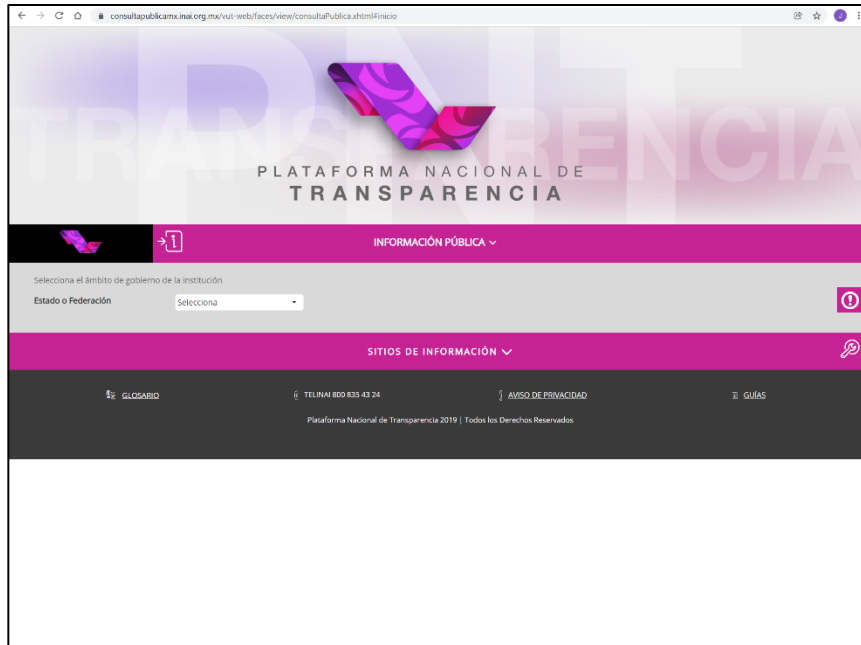 consultapublicamx.inai.org.mx/vut-web/faces/view/consultaPublica.xhtml#inicio
PNT
TRANSPARENCIA
PLATAFORMA NACIONAL DE
TRANSPARENCIA
INFORMACIÓN PÚBLICA
Selecciona el ámbito de gobierno de la institución
Estado o Federación
Selecciona
SITIOS DE INFORMACIÓN
GLOSARIO
TELINAI 800 835 43 24
AVISO DE PRIVACIDAD
GUÍAS
Plataforma Nacional de Transparencia 2019 | Todos los Derechos Reservados